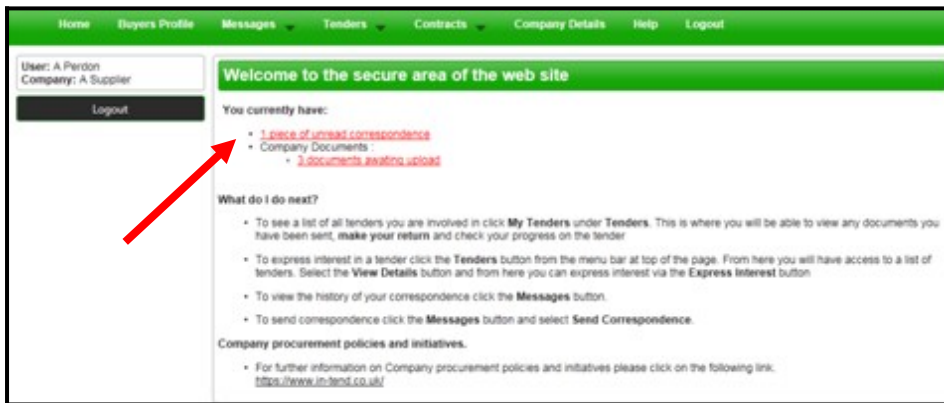 Home Buyers Profile Messages Tenders Contracts Company Details Help Logout
User: A Perdon
Company: A Supplier
Logout
Welcome to the secure area of the web site
You currently have:
1 piece of unread correspondence
Company Documents :
3 documents awaiting upload
What do I do next?
To see a list of all tenders you are involved in click My Tenders under Tenders. This is where you will be able to view any documents you
have been sent, make your return and check your progress on the tender
To express interest in a tender click the Tenders button from the menu bar at top of the page. From here you will have access to a list of
tenders. Select the View Details button and from here you can express interest via the Express Interest button
To view the history of your correspondence click the Messages button.
To send correspondence click the Messages button and select Send Correspondence.
Company procurement policies and initiatives.
For further information on Company procurement policies and initiatives please click on the following link:
https://www.in-tend.co.uk/